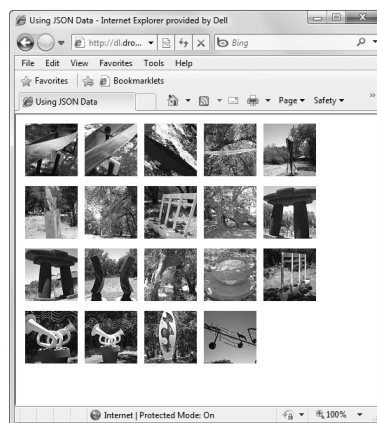 Using JSON Data - Internet Explorer provided by Dell
http://dl.dro...
Bing
File Edit View Favorites Tools Help
Favorites Bookmarklets
Using JSON Data
Page Safety
»
Internet | Protected Mode: On
100%